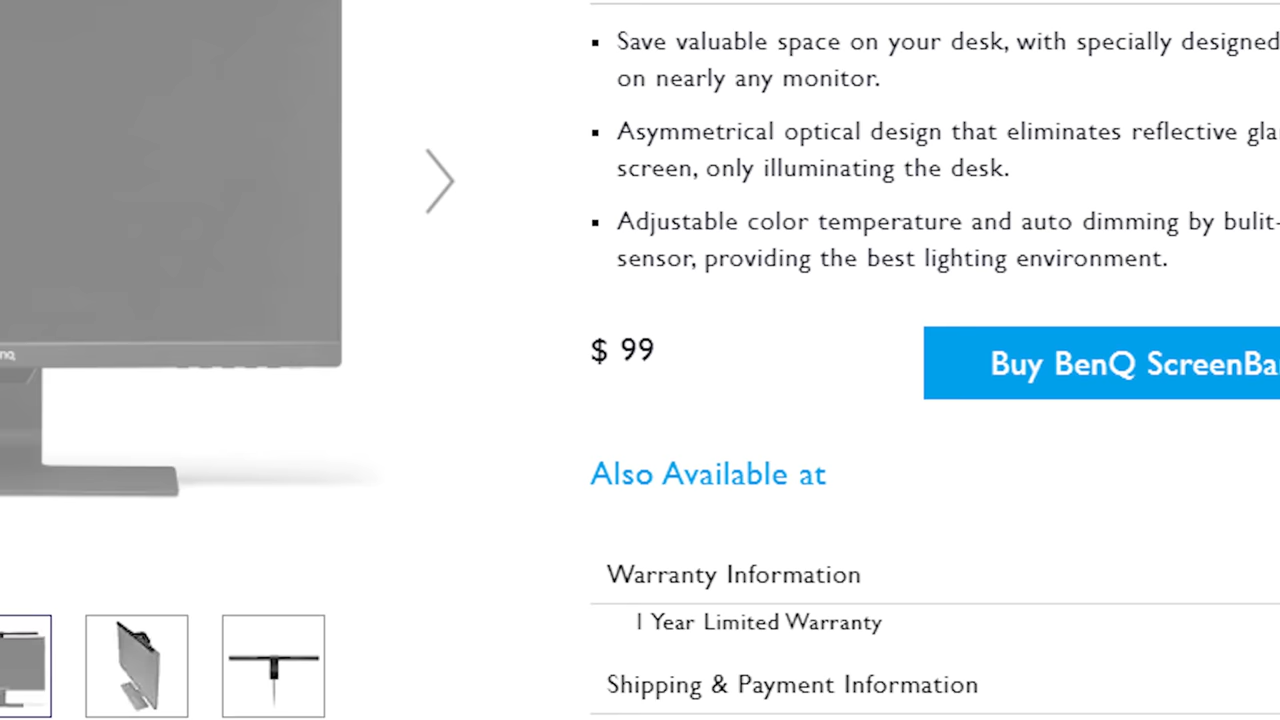 Save valuable space on your desk, with specially designed
on nearly any monitor.
Asymmetrical optical design that eliminates reflective
screen, only illuminating the desk.
Adjustable color temperature and auto dimming by bulit-
sensor, providing the best lighting environment.
$ 99
Buy BenQ
Also Available at
Warranty Information
1 Year Limited Warranty
Shipping & Payment Information